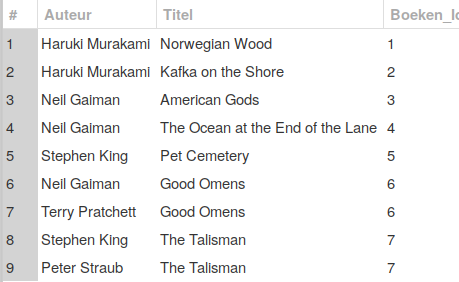 # Auteur Titel Boeken_Id
1 Haruki Murakami Norwegian Wood 1
2 Haruki Murakami Kafka on the Shore 2
3 Neil Gaiman American Gods 3
4 Neil Gaiman The Ocean at the End of the Lane 4
5 Stephen King Pet Cemetery 5
6 Neil Gaiman Good Omens 6
7 Terry Pratchett Good Omens 6
8 Stephen King The Talisman 7
9 Peter Straub The Talisman 7